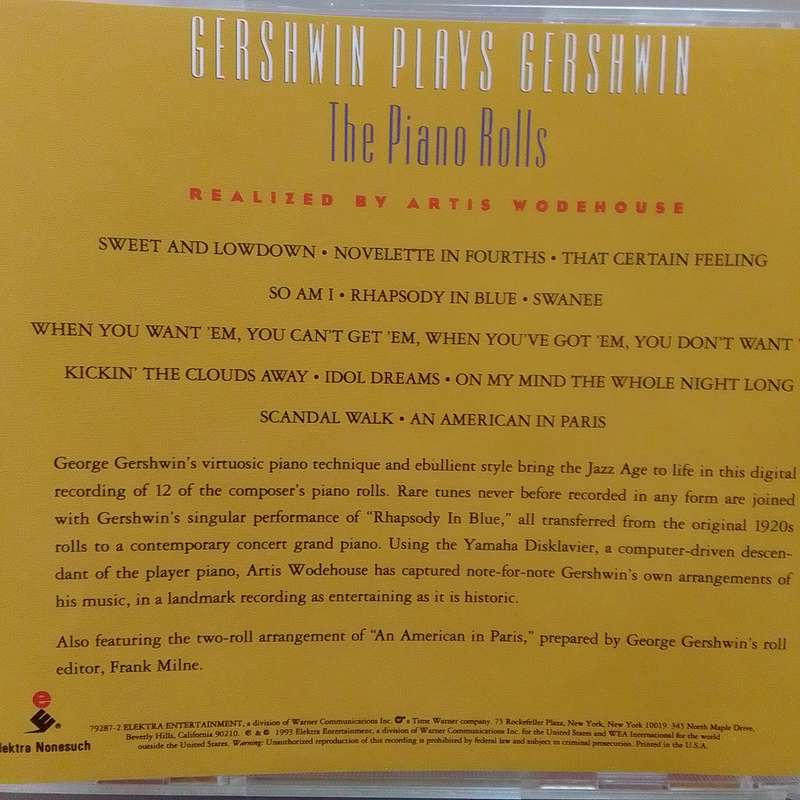 GERSHWIN PLAYS GERSHWIN
The Piano Rolls
REALIZED BY ARTIS WODEHOUSE
SWEET AND LOWDOWN • NOVELETTE IN FOURTHS • THAT CERTAIN FEELING
SO AM I • RHAPSODY IN BLUE • SWANEE
WHEN YOU WANT 'EM, YOU CAN'T GET 'EM, WHEN YOU'VE GOT 'EM, YOU DON'T WANT '
KICKIN' THE CLOUDS AWAY • IDOL DREAMS • ON MY MIND THE WHOLE NIGHT LONG
SCANDAL WALK • AN AMERICAN IN PARIS
George Gershwin's virtuosic piano technique and ebullient style bring the Jazz Age to life in this digital
recording of 12 of the composer's piano rolls. Rare tunes never before recorded in any form are joined
with Gershwin's singular performance of "Rhapsody In Blue," all transferred from the original 1920s
rolls to a contemporary concert grand piano. Using the Yamaha Disklavier, a computer-driven descen-
dant of the player piano, Artis Wodehouse has captured note-for-note Gershwin's own arrangements of
his music, in a landmark recording as entertaining as it is historic.
Also featuring the two-roll arrangement of "An American in Paris," prepared by George Gershwin's roll
editor, Frank Milne.
e
lektra Nonesuch
79287-2 ELEKTRA ENTERTAINMENT, a division of Warner Communications Inc. 's Time Warner company. 75 Rockefeller Plaza, New York, New York 10019. 345 North Maple Drive,
Beverly Hills, California 90210. ℗ & © 1993 Elektra Entertainment, a division of Warner Communications Inc. for the United States and WEA International for the world
outside the United States. Warning: Unauthorized reproduction of this recording is prohibited by federal law and subject to criminal prosecution. Printed in the U.S.A.